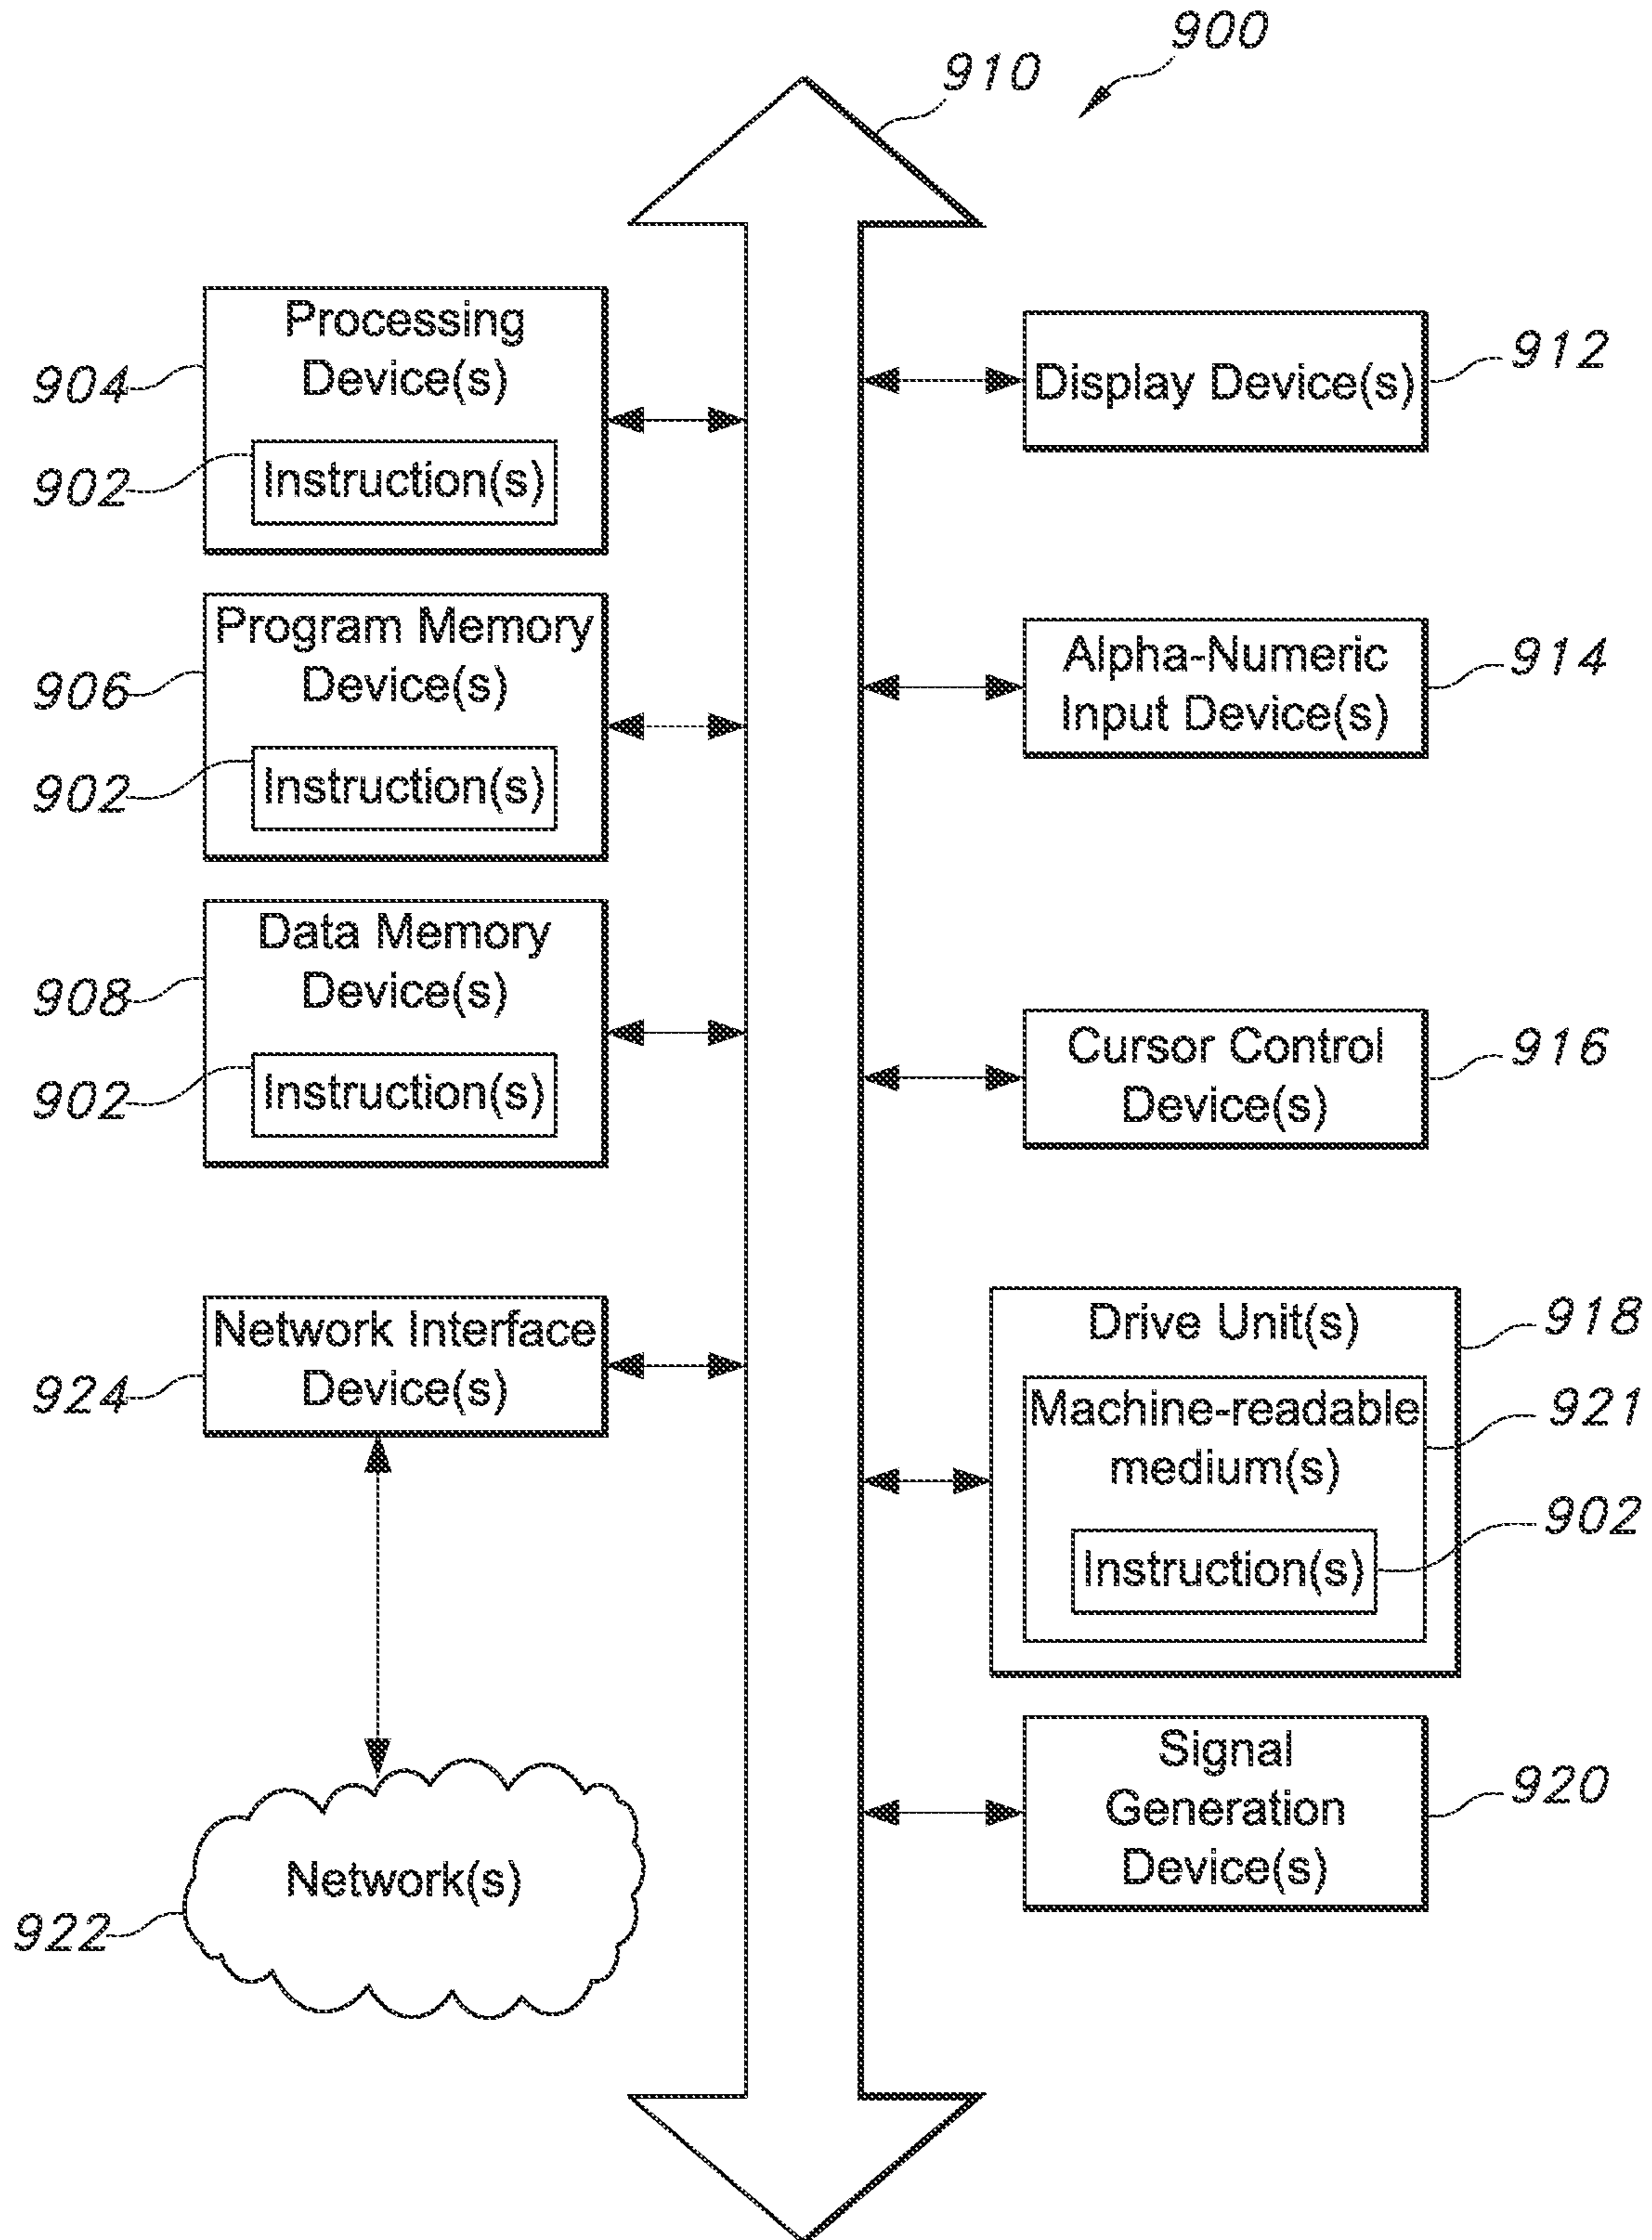 900
910
Processing
Device(s)
904
Instruction(s)
902
Program Memory
Device(s)
906
Instruction(s)
902
Data Memory
Device(s)
908
Instruction(s)
902
Network Interface
Device(s)
924
Network(s)
922
Display Device(s)
912
Alpha-Numeric
Input Device(s)
914
Cursor Control
Device(s)
916
Drive Unit(s)
918
Machine-readable
medium(s)
921
Instruction(s)
902
Signal
Generation
Device(s)
920